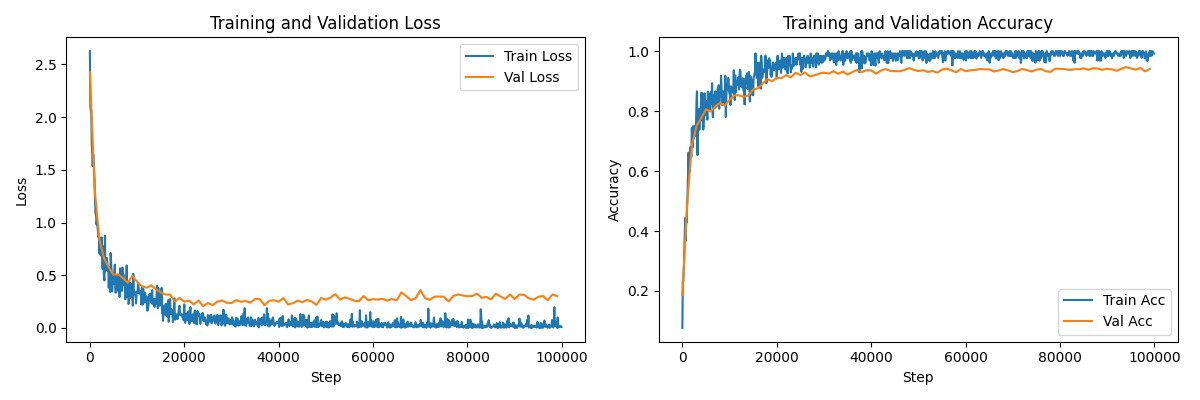 Training and Validation Loss
Train Loss
Val Loss
Loss
2.5
2.0
1.5
1.0
0.5
0.0
0
20000
40000
60000
80000
100000
Step
Training and Validation Accuracy
Train Acc
Val Acc
Accuracy
1.0
0.8
0.6
0.4
0.2
0
20000
40000
60000
80000
100000
Step